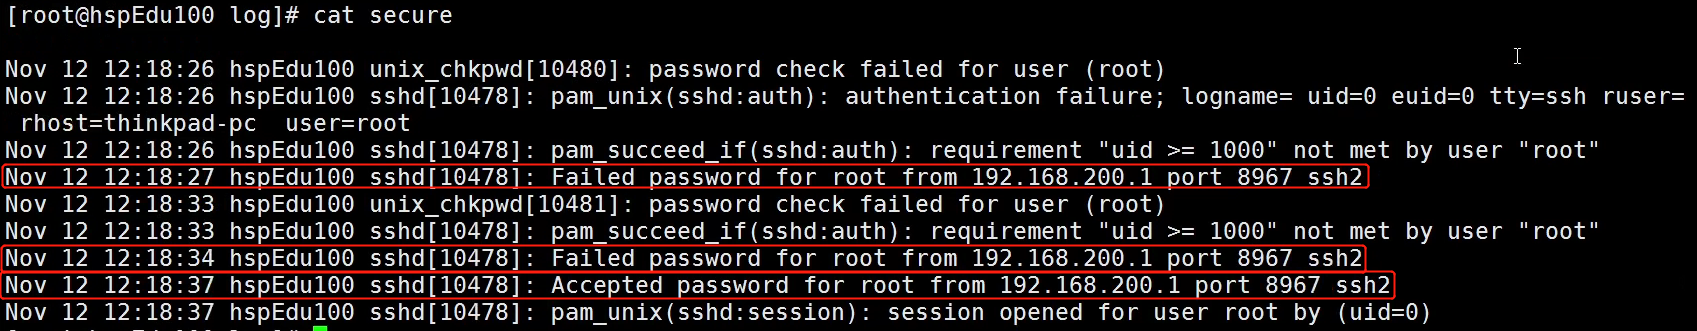 [root@hspEdu100 log]# cat secure
Nov 12 12:18:26 hspEdu100 unix_chkpwd[10480]: password check failed for user (root)
Nov 12 12:18:26 hspEdu100 sshd[10478]: pam_unix(sshd:auth): authentication failure; logname= uid=0 euid=0 tty=ssh ruser=
rhost=thinkpad-pc  user=root
Nov 12 12:18:26 hspEdu100 sshd[10478]: pam_succeed_if(sshd:auth): requirement "uid >= 1000" not met by user "root"
Nov 12 12:18:27 hspEdu100 sshd[10478]: Failed password for root from 192.168.200.1 port 8967 ssh2
Nov 12 12:18:33 hspEdu100 unix_chkpwd[10481]: password check failed for user (root)
Nov 12 12:18:33 hspEdu100 sshd[10478]: pam_succeed_if(sshd:auth): requirement "uid >= 1000" not met by user "root"
Nov 12 12:18:34 hspEdu100 sshd[10478]: Failed password for root from 192.168.200.1 port 8967 ssh2
Nov 12 12:18:37 hspEdu100 sshd[10478]: Accepted password for root from 192.168.200.1 port 8967 ssh2
Nov 12 12:18:37 hspEdu100 sshd[10478]: pam_unix(sshd:session): session opened for user root by (uid=0)